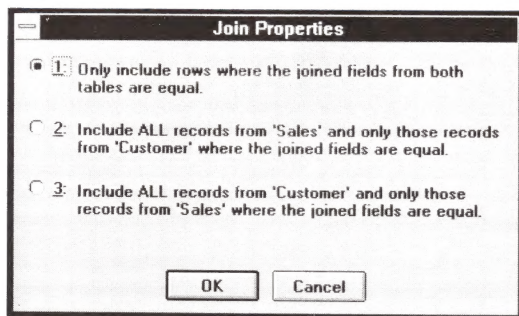 Join Properties
1: Only include rows where the joined fields from both
tables are equal.
2: Include ALL records from 'Sales' and only those records
from 'Customer' where the joined fields are equal.
3: Include ALL records from 'Customer' and only those
records from 'Sales' where the joined fields are equal.
OK Cancel